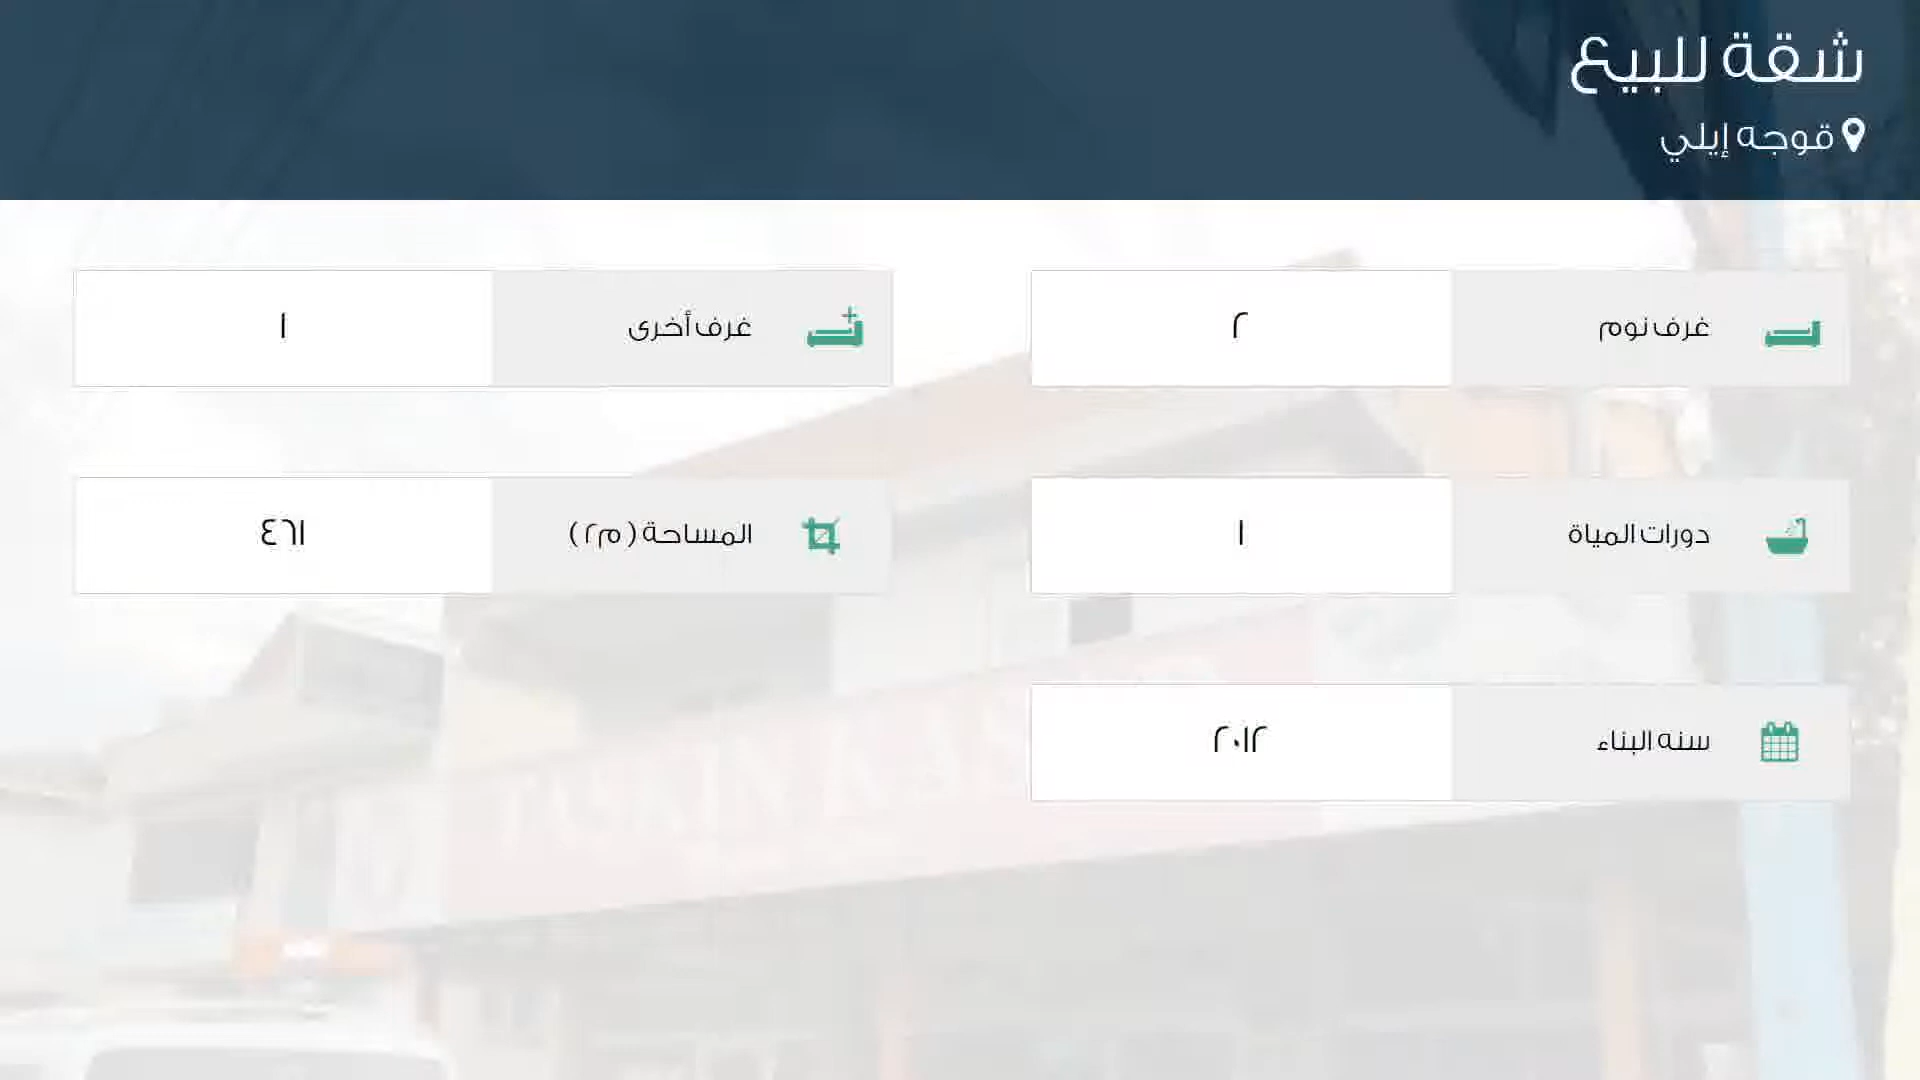 شقة للبيع
قوجه إيلي
غرف نوم
٢
غرف أخرى
١
دورات المياة
١
المساحة ( م٢ )
٤٦١
سنه البناء
٢٠١٢